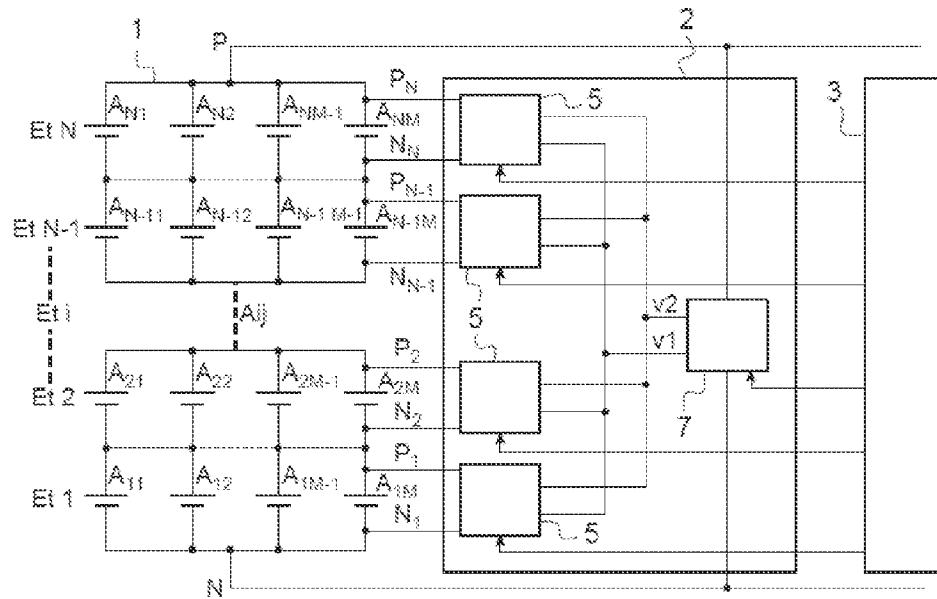 1
P
2
3
Et N
A_N1
A_N2
A_NM-1
A_NM
P_N
N_N
5
Et N-1
A_N-11
A_N-12
A_N-1 M-1
A_N-1M
P_N-1
N_N-1
5
Et i
Aij
v2
v1
7
Et 2
A_21
A_22
A_2M-1
A_2M
P_2
N_2
Et 1
A_11
A_12
A_1M-1
A_1M
P_1
N_1
5
N